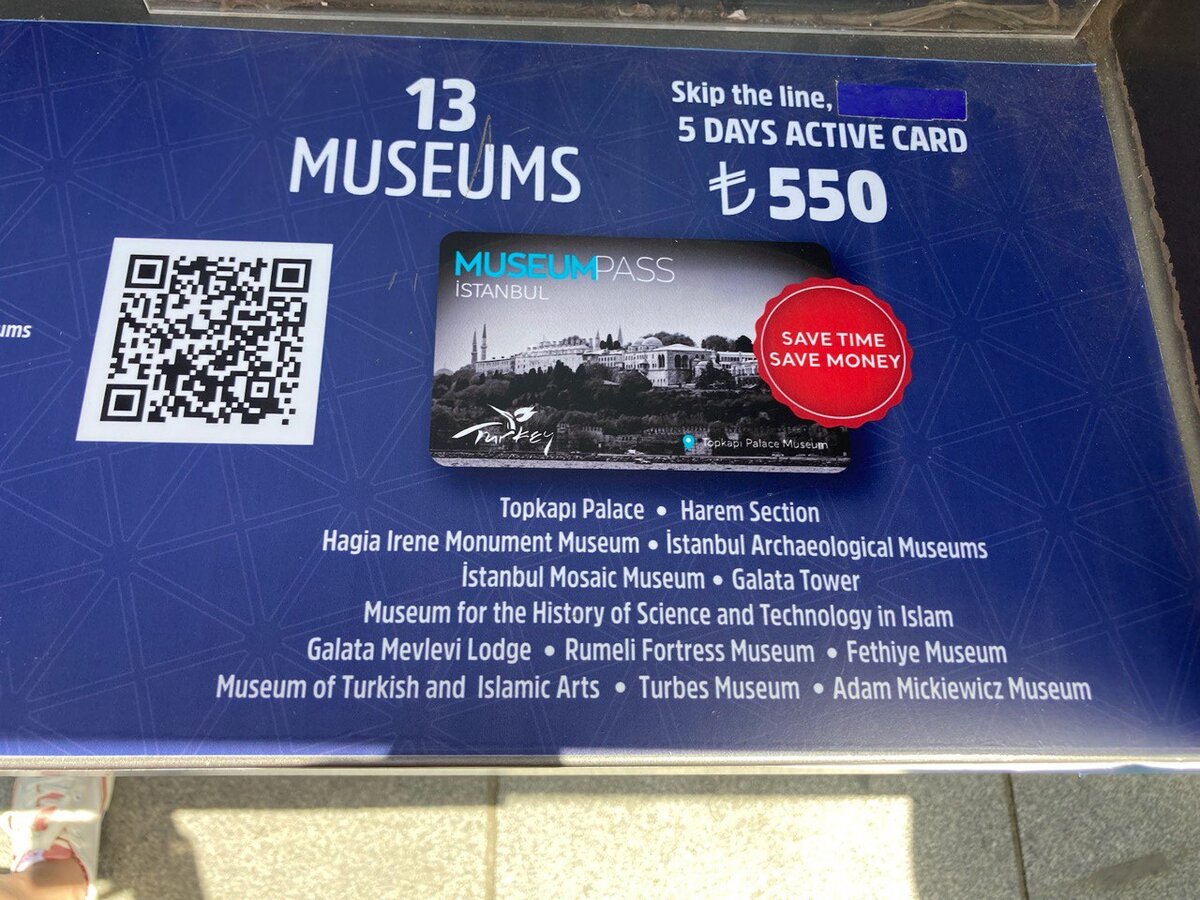 13
MUSEUMS
Skip the line,
5 DAYS ACTIVE CARD
₺ 550
ums
MUSEUMPASS
İSTANBUL
SAVE TIME
SAVE MONEY
Turkey
Topkapı Palace Museum
Topkapı Palace • Harem Section
Hagia Irene Monument Museum • İstanbul Archaeological Museums
İstanbul Mosaic Museum • Galata Tower
Museum for the History of Science and Technology in Islam
Galata Mevlevi Lodge • Rumeli Fortress Museum • Fethiye Museum
Museum of Turkish and Islamic Arts • Turbes Museum • Adam Mickiewicz Museum